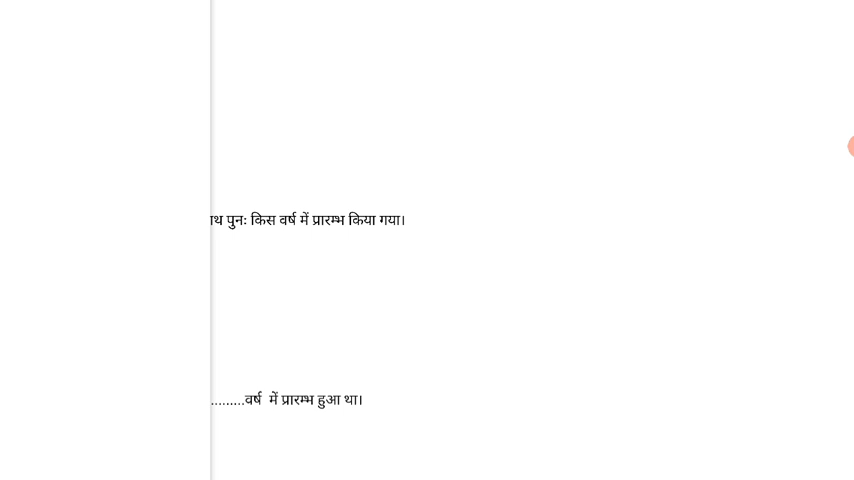 पुनः किस वर्ष में प्रारम्भ किया गया।
.........वर्ष  में प्रारम्भ हुआ था।